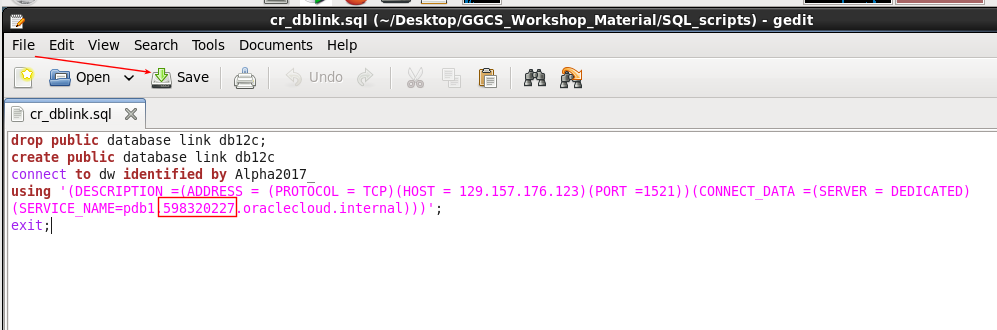 cr_dblink.sql (~/Desktop/GGCS_Workshop_Material/SQL_scripts) - gedit
File Edit View Search Tools Documents Help
Open Save Undo
cr_dblink.sql
drop public database link db12c;
create public database link db12c
connect to dw identified by Alpha2017_
using '(DESCRIPTION =(ADDRESS = (PROTOCOL = TCP)(HOST = 129.157.176.123)(PORT =1521))(CONNECT_DATA =(SERVER = DEDICATED)
(SERVICE_NAME=pdb1.598320227.oraclecloud.internal)))';
exit;